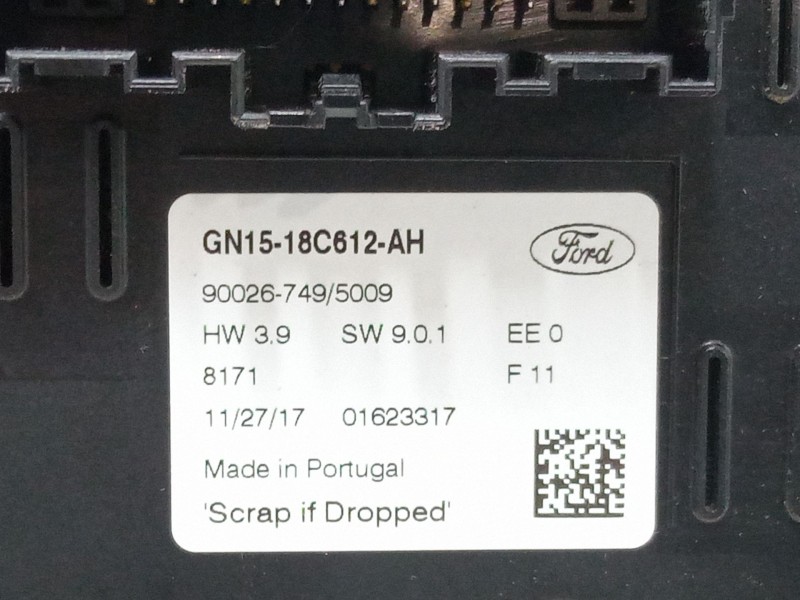 GN15-18C612-AH
Ford
90026-749/5009
HW 3.9 SW 9.0.1 EE 0
8171 F 11
11/27/17 01623317
Made in Portugal
'Scrap if Dropped'